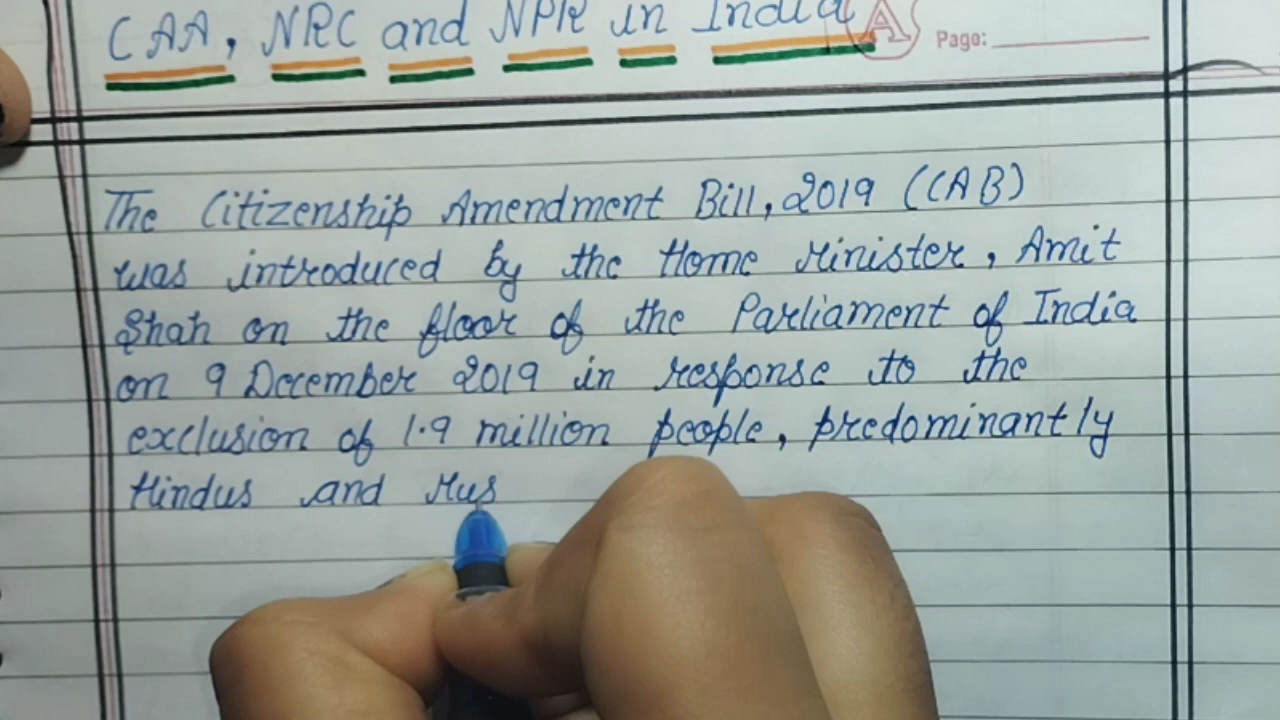 CAA, NRC and NPR in India
A
Page:
The Citizenship Amendment Bill, 2019 (CAB)
was introduced by the Home Minister, Amit
Shah on the floor of the Parliament of India
on 9 December 2019 in response to the
exclusion of 1.9 million people, predominantly
Hindus and Mus